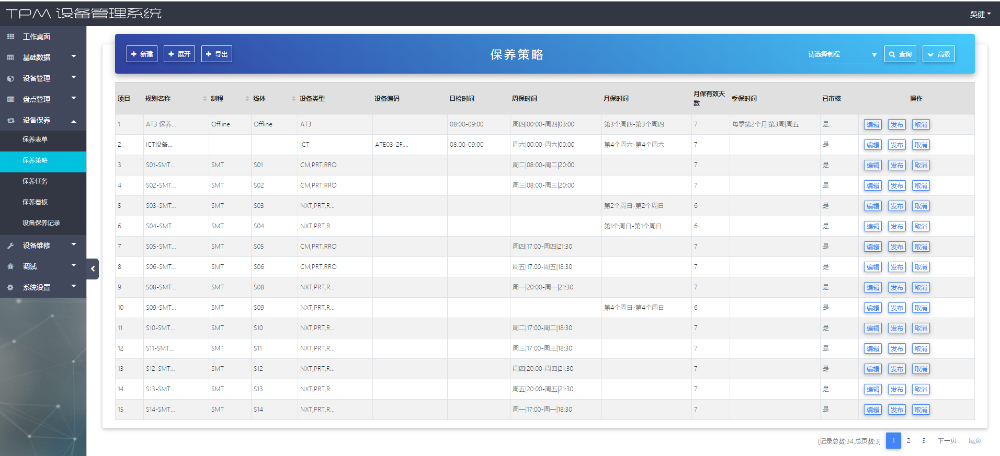 TPM 设备管理系统
吳健
工作桌面
基础数据
设备管理
盘点管理
设备保养
保养表单
保养策略
保养任务
保养看板
设备保养记录
设备维修
调试
系统设置
新建 展开 导出
保养策略
请选择制程 查询 高级
项目 规则名称 制程 线体 设备类型 设备编码 日检时间 周保时间 月保时间 月保有效天数 季保时间 已审核 操作
1 AT3 保养... Offline Offline AT3 08:00-09:00 周四|00:00-周四|03:00 第3个周四-第3个周四 7 每季第2个月|第3周|周五 是 编辑 发布 取消
2 ICT设备... ICT ATE03-2F,... 08:00-09:00 周六|00:00-周六|00:00 第4个周六-第4个周六 7 是 编辑 发布 取消
3 S01-SMT... SMT S01 CM,PRT,RRO 周二|08:00-周二|20:00 7 是 编辑 发布 取消
4 S02-SMT... SMT S02 CM,PRT,RRO 周三|08:00-周三|20:00 7 是 编辑 发布 取消
5 S03-SMT... SMT S03 NXT,PRT,R... 第2个周日-第2个周日 6 是 编辑 发布 取消
6 S04-SMT... SMT S04 NXT,PRT,R... 第1个周日-第1个周日 6 是 编辑 发布 取消
7 S05-SMT... SMT S05 CM,PRT,RRO 周四|17:00-周四|21:30 7 是 编辑 发布 取消
8 S06-SMT... SMT S06 CM,PRT,RRO 周五|17:00-周五|18:30 7 是 编辑 发布 取消
9 S08-SMT... SMT S08 NXT,PRT,R... 周一|20:00-周一|21:30 7 是 编辑 发布 取消
10 S09-SMT... SMT S09 NXT,PRT,R... 第4个周日-第4个周日 6 是 编辑 发布 取消
11 S10-SMT... SMT S10 NXT,PRT,R... 周二|17:00-周二|18:30 7 是 编辑 发布 取消
12 S11-SMT... SMT S11 NXT,PRT,R... 周三|17:00-周三|18:30 7 是 编辑 发布 取消
13 S12-SMT... SMT S12 NXT,PRT,R... 周四|20:00-周四|21:30 7 是 编辑 发布 取消
14 S13-SMT... SMT S13 NXT,PRT,R... 周五|20:00-周五|21:30 7 是 编辑 发布 取消
15 S14-SMT... SMT S14 NXT,PRT,R... 周一|17:00-周一|18:30 7 是 编辑 发布 取消
[记录总数:34,总页数:3] 1 2 3 下一页 尾页